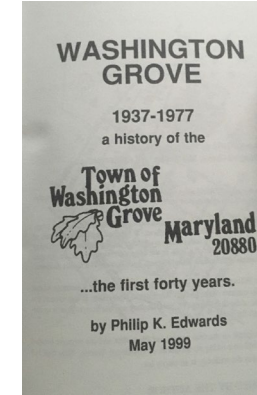 WASHINGTON
GROVE
1937-1977
a history of the
Town of
Washington
Grove
Maryland
20880
...the first forty years.
by Philip K. Edwards
May 1999